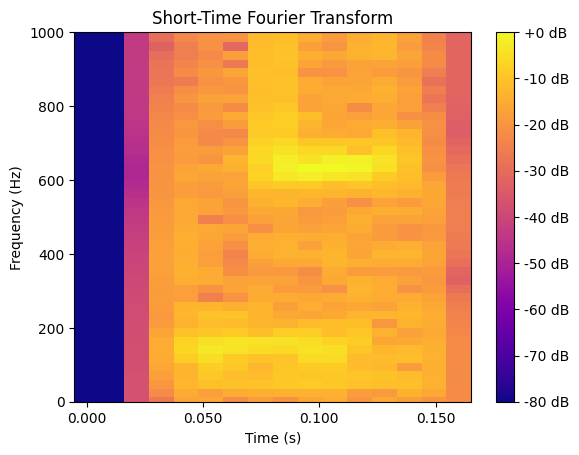 Short-Time Fourier Transform
Frequency (Hz)
1000
800
600
400
200
0
0.000
0.050
0.100
0.150
Time (s)
+0 dB
-10 dB
-20 dB
-30 dB
-40 dB
-50 dB
-60 dB
-70 dB
-80 dB